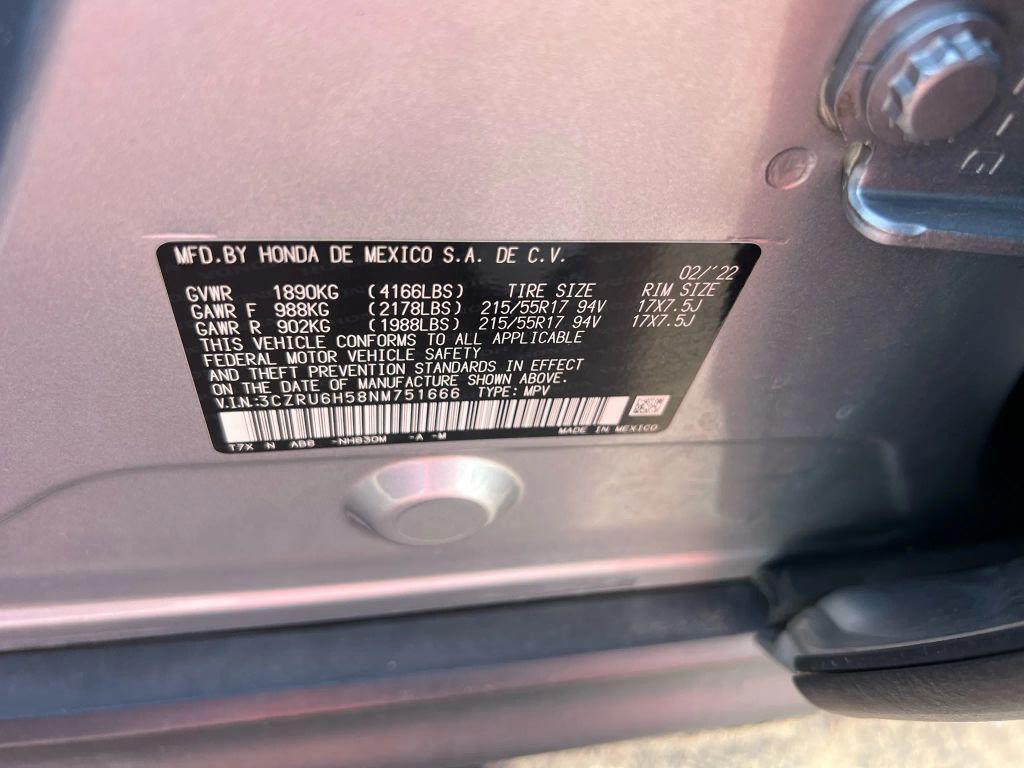 MFD.BY HONDA DE MEXICO S.A. DE C.V.
02/'22
GVWR 1890KG (4166LBS) TIRE SIZE RIM SIZE
GAWR F 988KG (2178LBS) 215/55R17 94V 17X7.5J
GAWR R 902KG (1988LBS) 215/55R17 94V 17X7.5J
THIS VEHICLE CONFORMS TO ALL APPLICABLE
FEDERAL MOTOR VEHICLE SAFETY
AND THEFT PREVENTION STANDARDS IN EFFECT
ON THE DATE OF MANUFACTURE SHOWN ABOVE.
V.I.N.:3CZRU6H58NM751666 TYPE: MPV
MADE IN MEXICO
T7X N ABB -NH830M -A -M